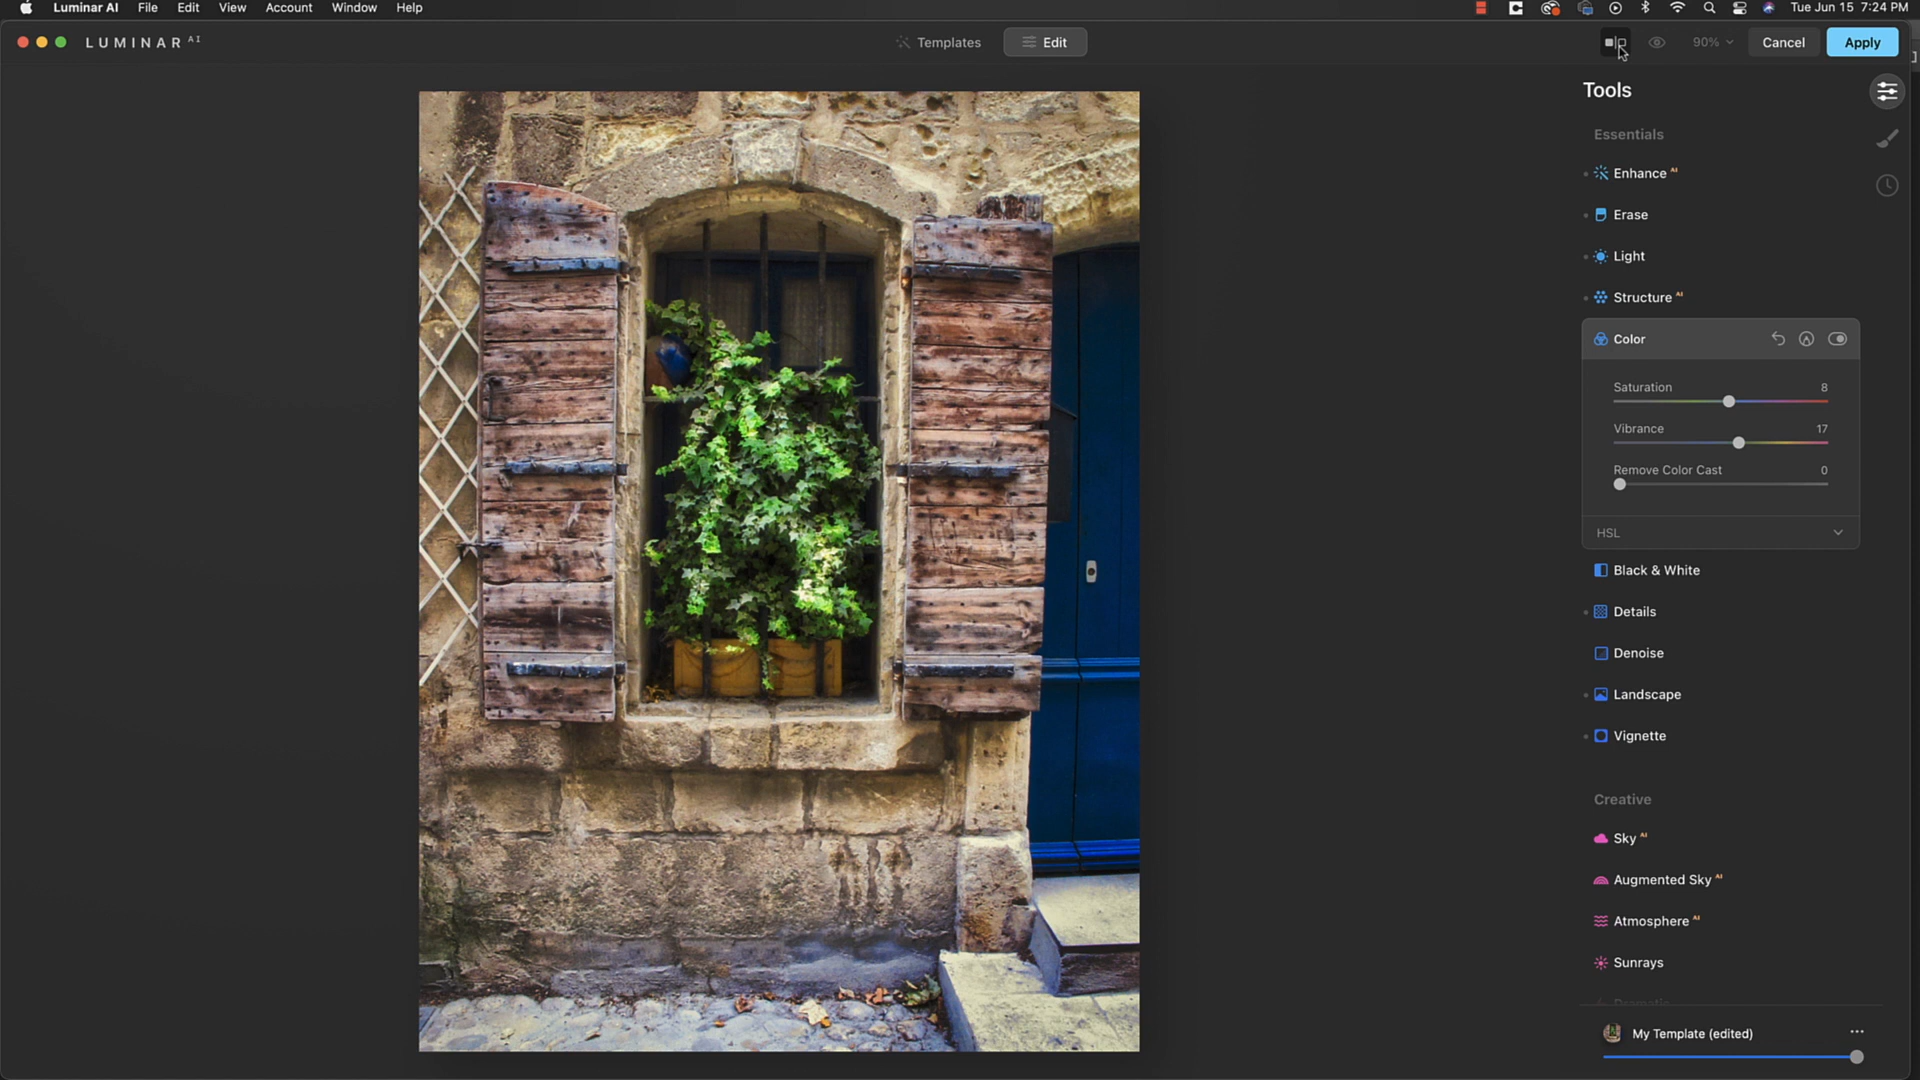 Luminar AI File Edit View Account Window Help Tue Jun 15 7:24 PM
LUMINAR AI Templates Edit 90% Cancel Apply
Tools
Essentials
Enhance AI
Erase
Light
Structure AI
Color
Saturation 8
Vibrance 17
Remove Color Cast 0
HSL
Black & White
Details
Denoise
Landscape
Vignette
Creative
Sky AI
Augmented Sky AI
Atmosphere AI
Sunrays
Dramatic
My Template (edited)